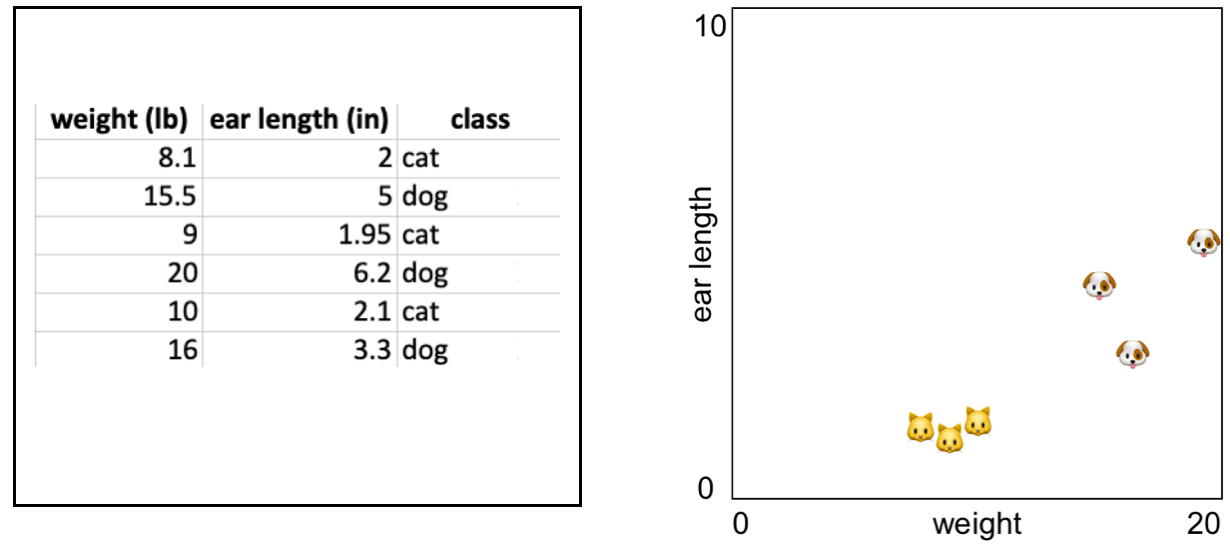 weight (lb) ear length (in) class
8.1 2 cat
15.5 5 dog
9 1.95 cat
20 6.2 dog
10 2.1 cat
16 3.3 dog
10
ear length
0
0 weight 20